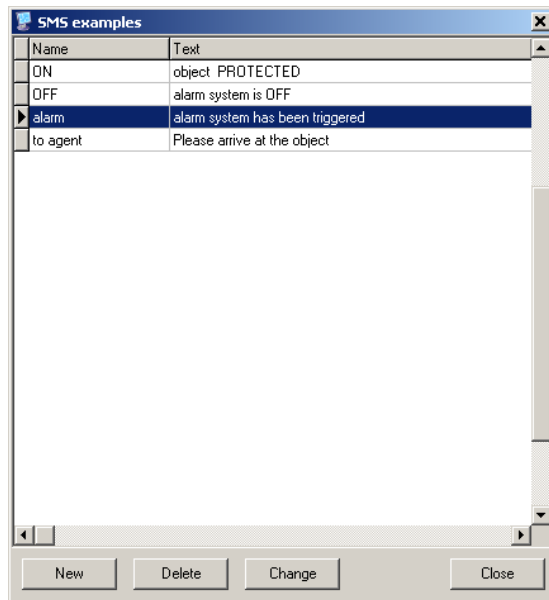 SMS examples
Name Text
ON object PROTECTED
OFF alarm system is OFF
alarm alarm system has been triggered
to agent Please arrive at the object
New Delete Change Close